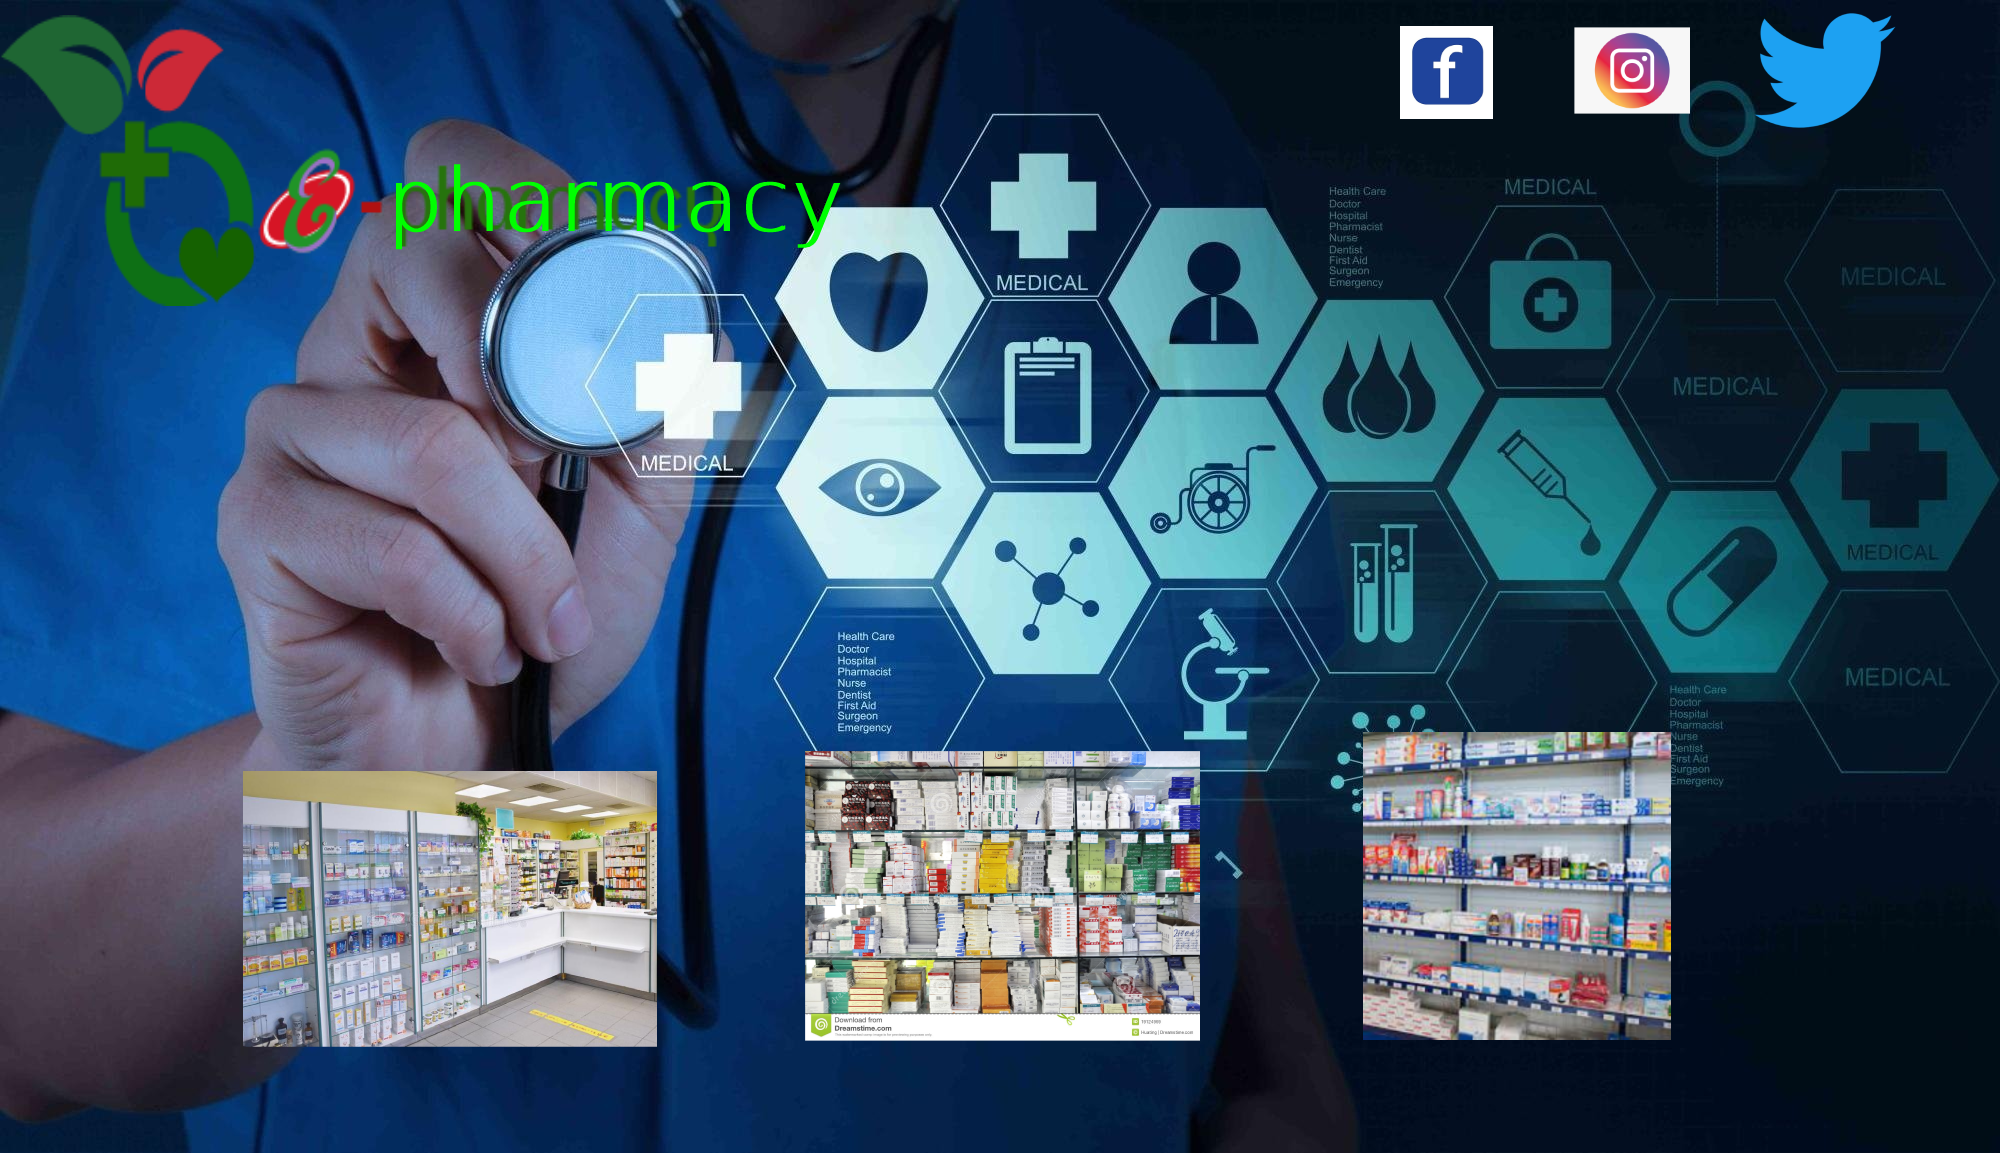 f
E-pharmacy
MEDICAL
MEDICAL
Health Care
Doctor
Hospital
Pharmacist
Nurse
Dentist
First Aid
Surgeon
Emergency
MEDICAL
MEDICAL
MEDICAL
MEDICAL
MEDICAL
Health Care
Doctor
Hospital
Pharmacist
Nurse
Dentist
First Aid
Surgeon
Emergency
Health Care
Doctor
Hospital
Pharmacist
Nurse
Dentist
First Aid
Surgeon
Emergency
Download from
Dreamstime.com